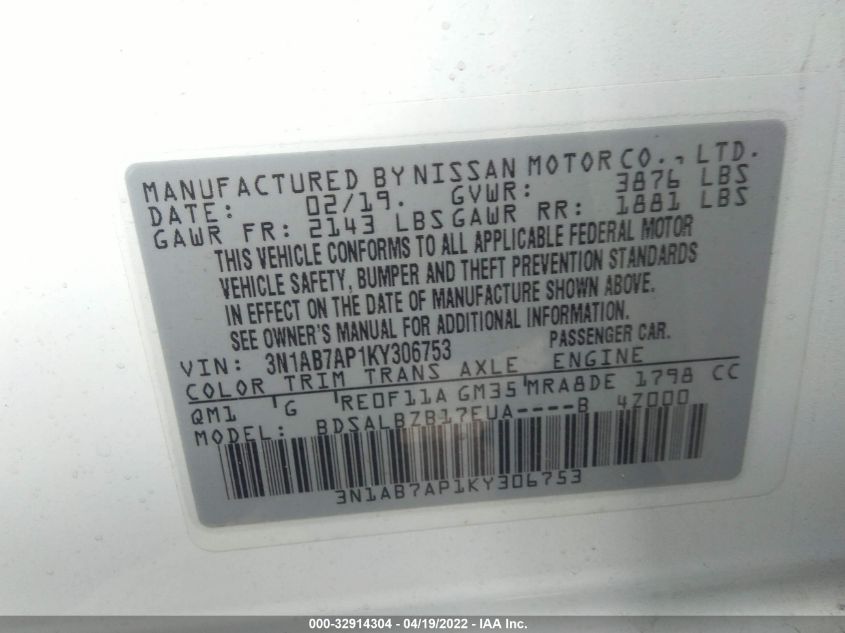 MANUFACTURED BY NISSAN MOTOR CO., LTD.
DATE: 02/19. GVWR: 3876 LBS
GAWR FR: 2143 LBS GAWR RR: 1881 LBS
THIS VEHICLE CONFORMS TO ALL APPLICABLE FEDERAL MOTOR
VEHICLE SAFETY, BUMPER AND THEFT PREVENTION STANDARDS
IN EFFECT ON THE DATE OF MANUFACTURE SHOWN ABOVE.
SEE OWNER'S MANUAL FOR ADDITIONAL INFORMATION.
VIN: 3N1AB7AP1KY306753 PASSENGER CAR.
COLOR TRIM TRANS AXLE ENGINE
QM1 G RE0F11A GM35 MRA8DE 1798 CC
MODEL: BDSALBZB17EUA----B 4Z000
3N1AB7AP1KY306753
000-32914304 - 04/19/2022 - IAA Inc.